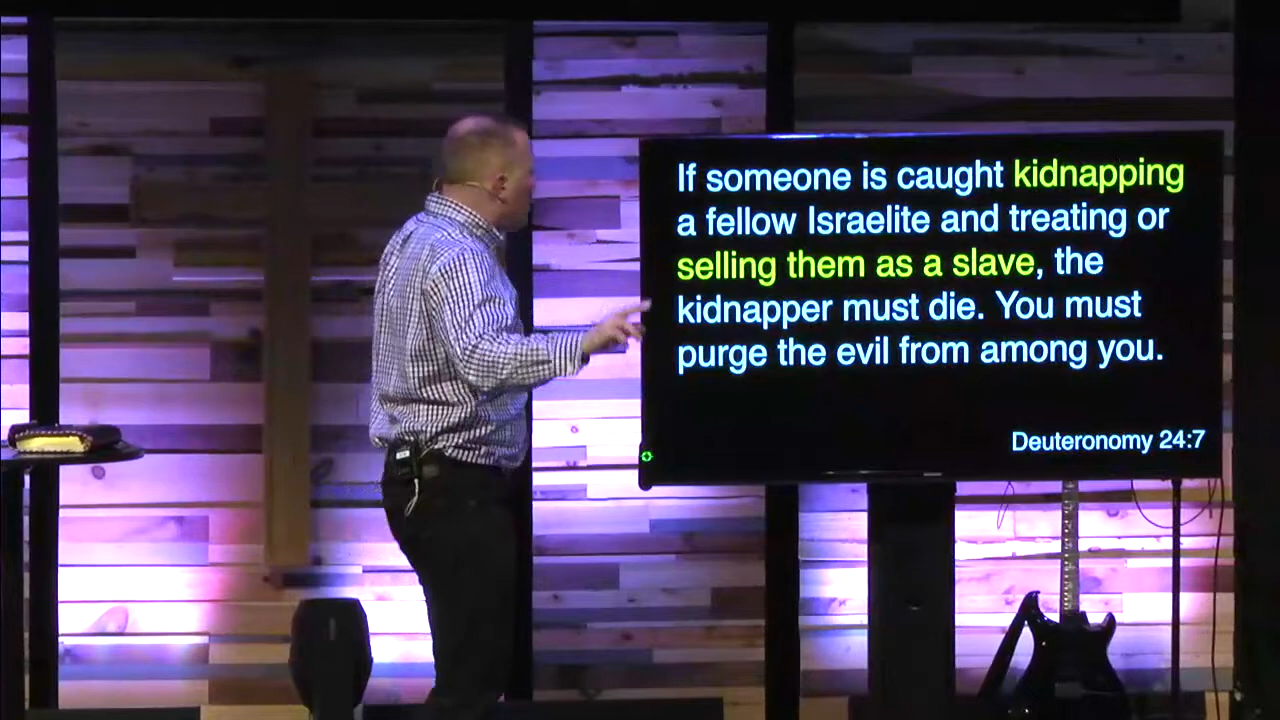 If someone is caught kidnapping
a fellow Israelite and treating or
selling them as a slave, the
kidnapper must die. You must
purge the evil from among you.
Deuteronomy 24:7